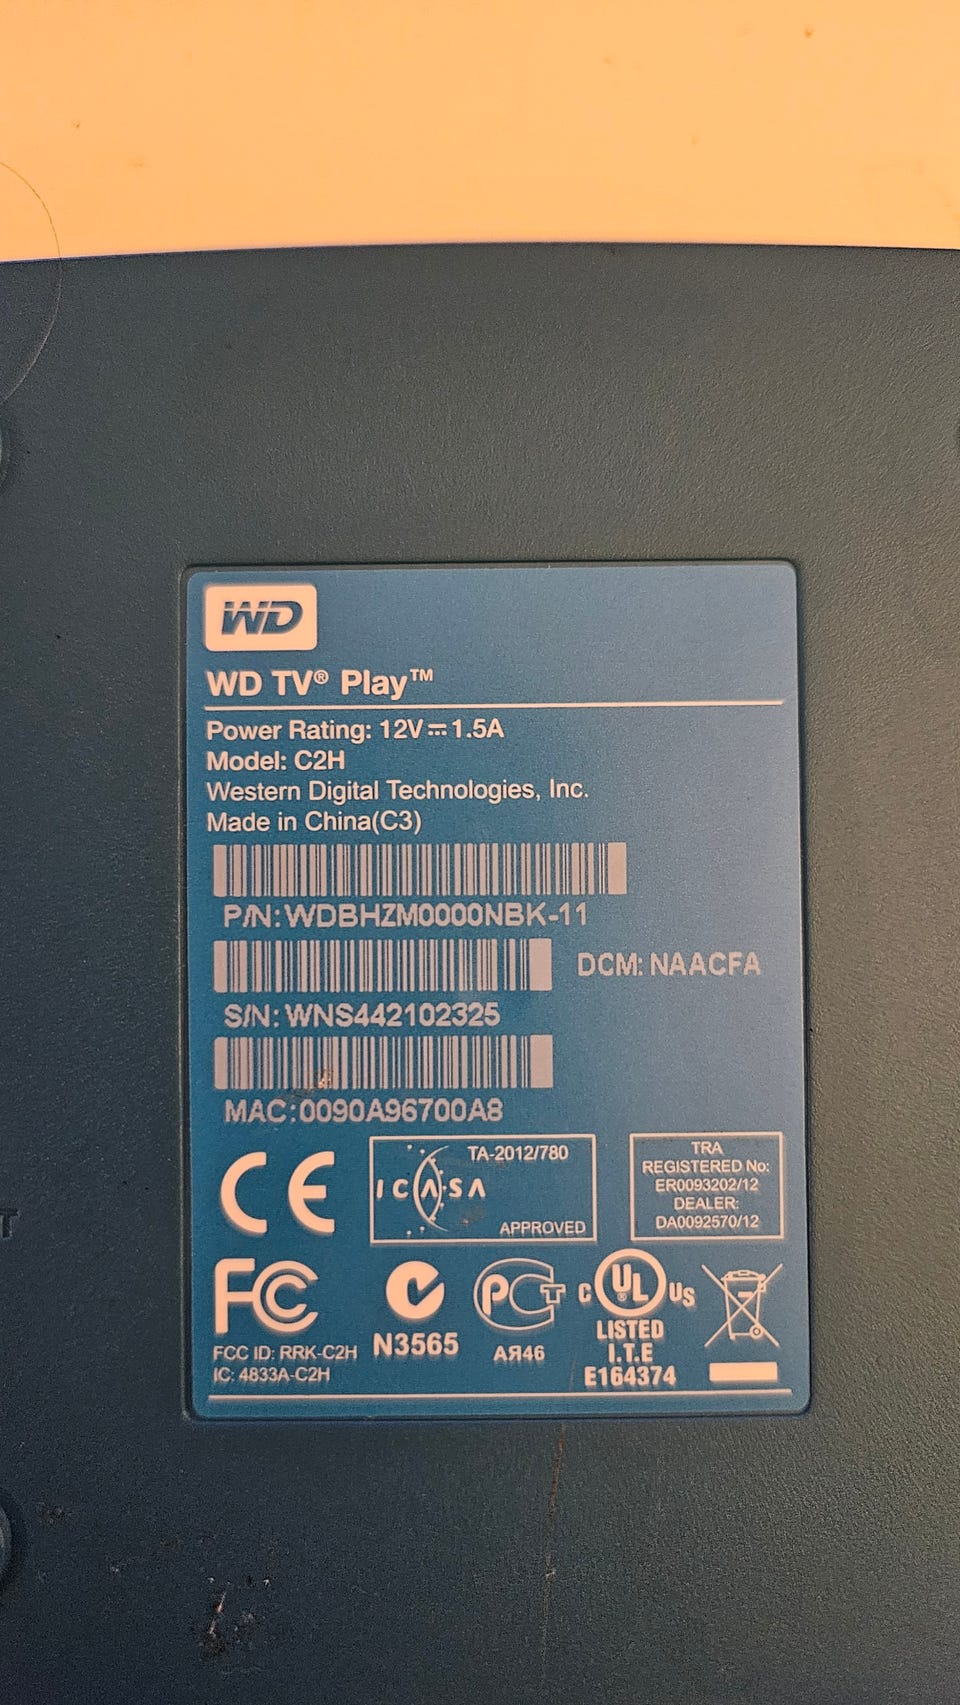 WD
WD TV® Play™
Power Rating: 12V⎓1.5A
Model: C2H
Western Digital Technologies, Inc.
Made in China(C3)
P/N: WDBHZM0000NBK-11
DCM: NAACFA
S/N: WNS442102325
MAC:0090A96700A8
CE
ICASA
TA-2012/780
APPROVED
TRA
REGISTERED No:
ER0093202/12
DEALER:
DA0092570/12
FC
FCC ID: RRK-C2H
IC: 4833A-C2H
N3565
РСТ
АЯ46
C UL® US
LISTED
I.T.E
E164374
T